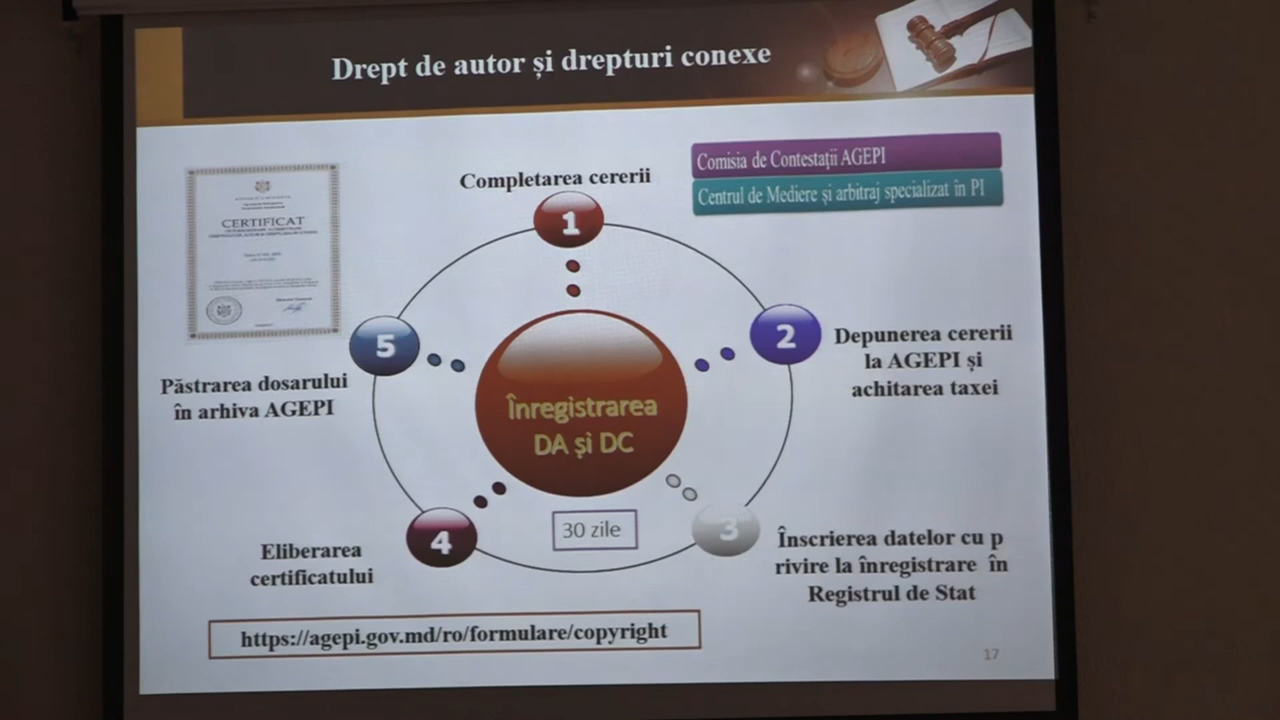 Drept de autor și drepturi conexe
Comisia de Contestații AGEPI
Centrul de Mediere și arbitraj specializat în PI
CERTIFICAT
Completarea cererii
1
2
Depunerea cererii
la AGEPI și
achitarea taxei
3
Înscrierea datelor cu p
rivire la înregistrare în
Registrul de Stat
4
Eliberarea
certificatului
5
Păstrarea dosarului
în arhiva AGEPI
Înregistrarea
DA și DC
30 zile
https://agepi.gov.md/ro/formulare/copyright
17